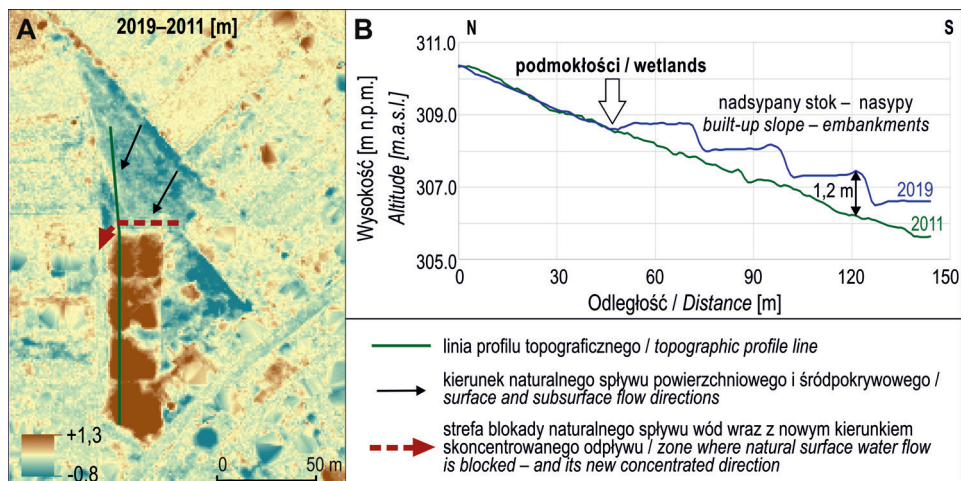 A
2019–2011 [m]
+1,3
-0,8
0 50 m
B
N
S
311.0
309.0
307.0
305.0
Wysokość [m n.p.m.]
Altitude [m.a.s.l.]
podmokłości / wetlands
nadsypany stok – nasypy
built-up slope – embankments
1,2 m
2019
2011
0 30 60 90 120 150
Odległość / Distance [m]
linia profilu topograficznego / topographic profile line
kierunek naturalnego spływu powierzchniowego i śródpokrywowego /
surface and subsurface flow directions
strefa blokady naturalnego spływu wód wraz z nowym kierunkiem
skoncentrowanego odpływu / zone where natural surface water flow
is blocked – and its new concentrated direction